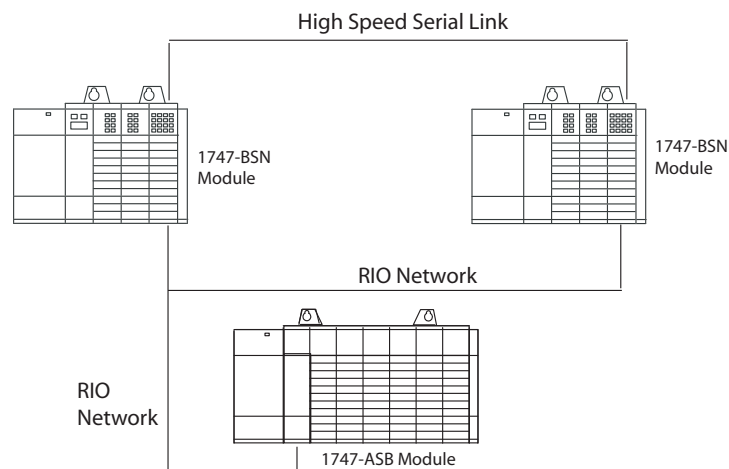 High Speed Serial Link
1747-BSN
Module
1747-BSN
Module
RIO Network
RIO
Network
1747-ASB Module